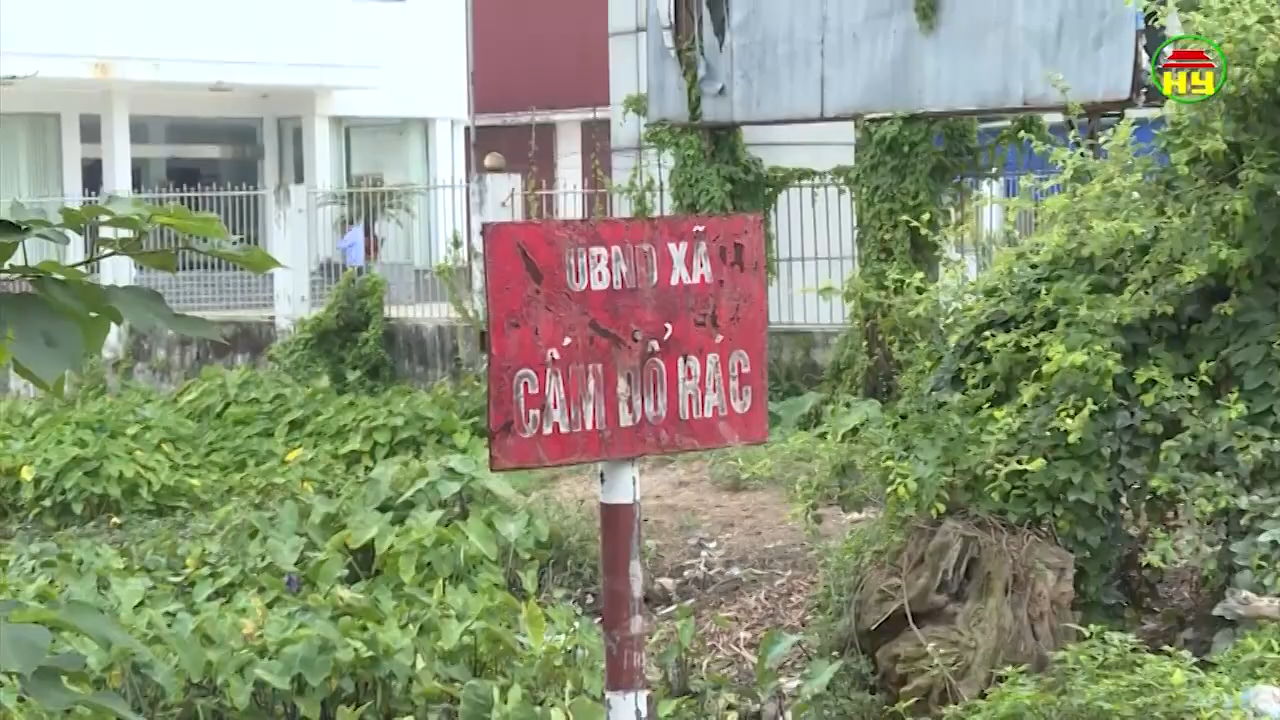 HY
UBND XÃ
CẤM ĐỔ RÁC